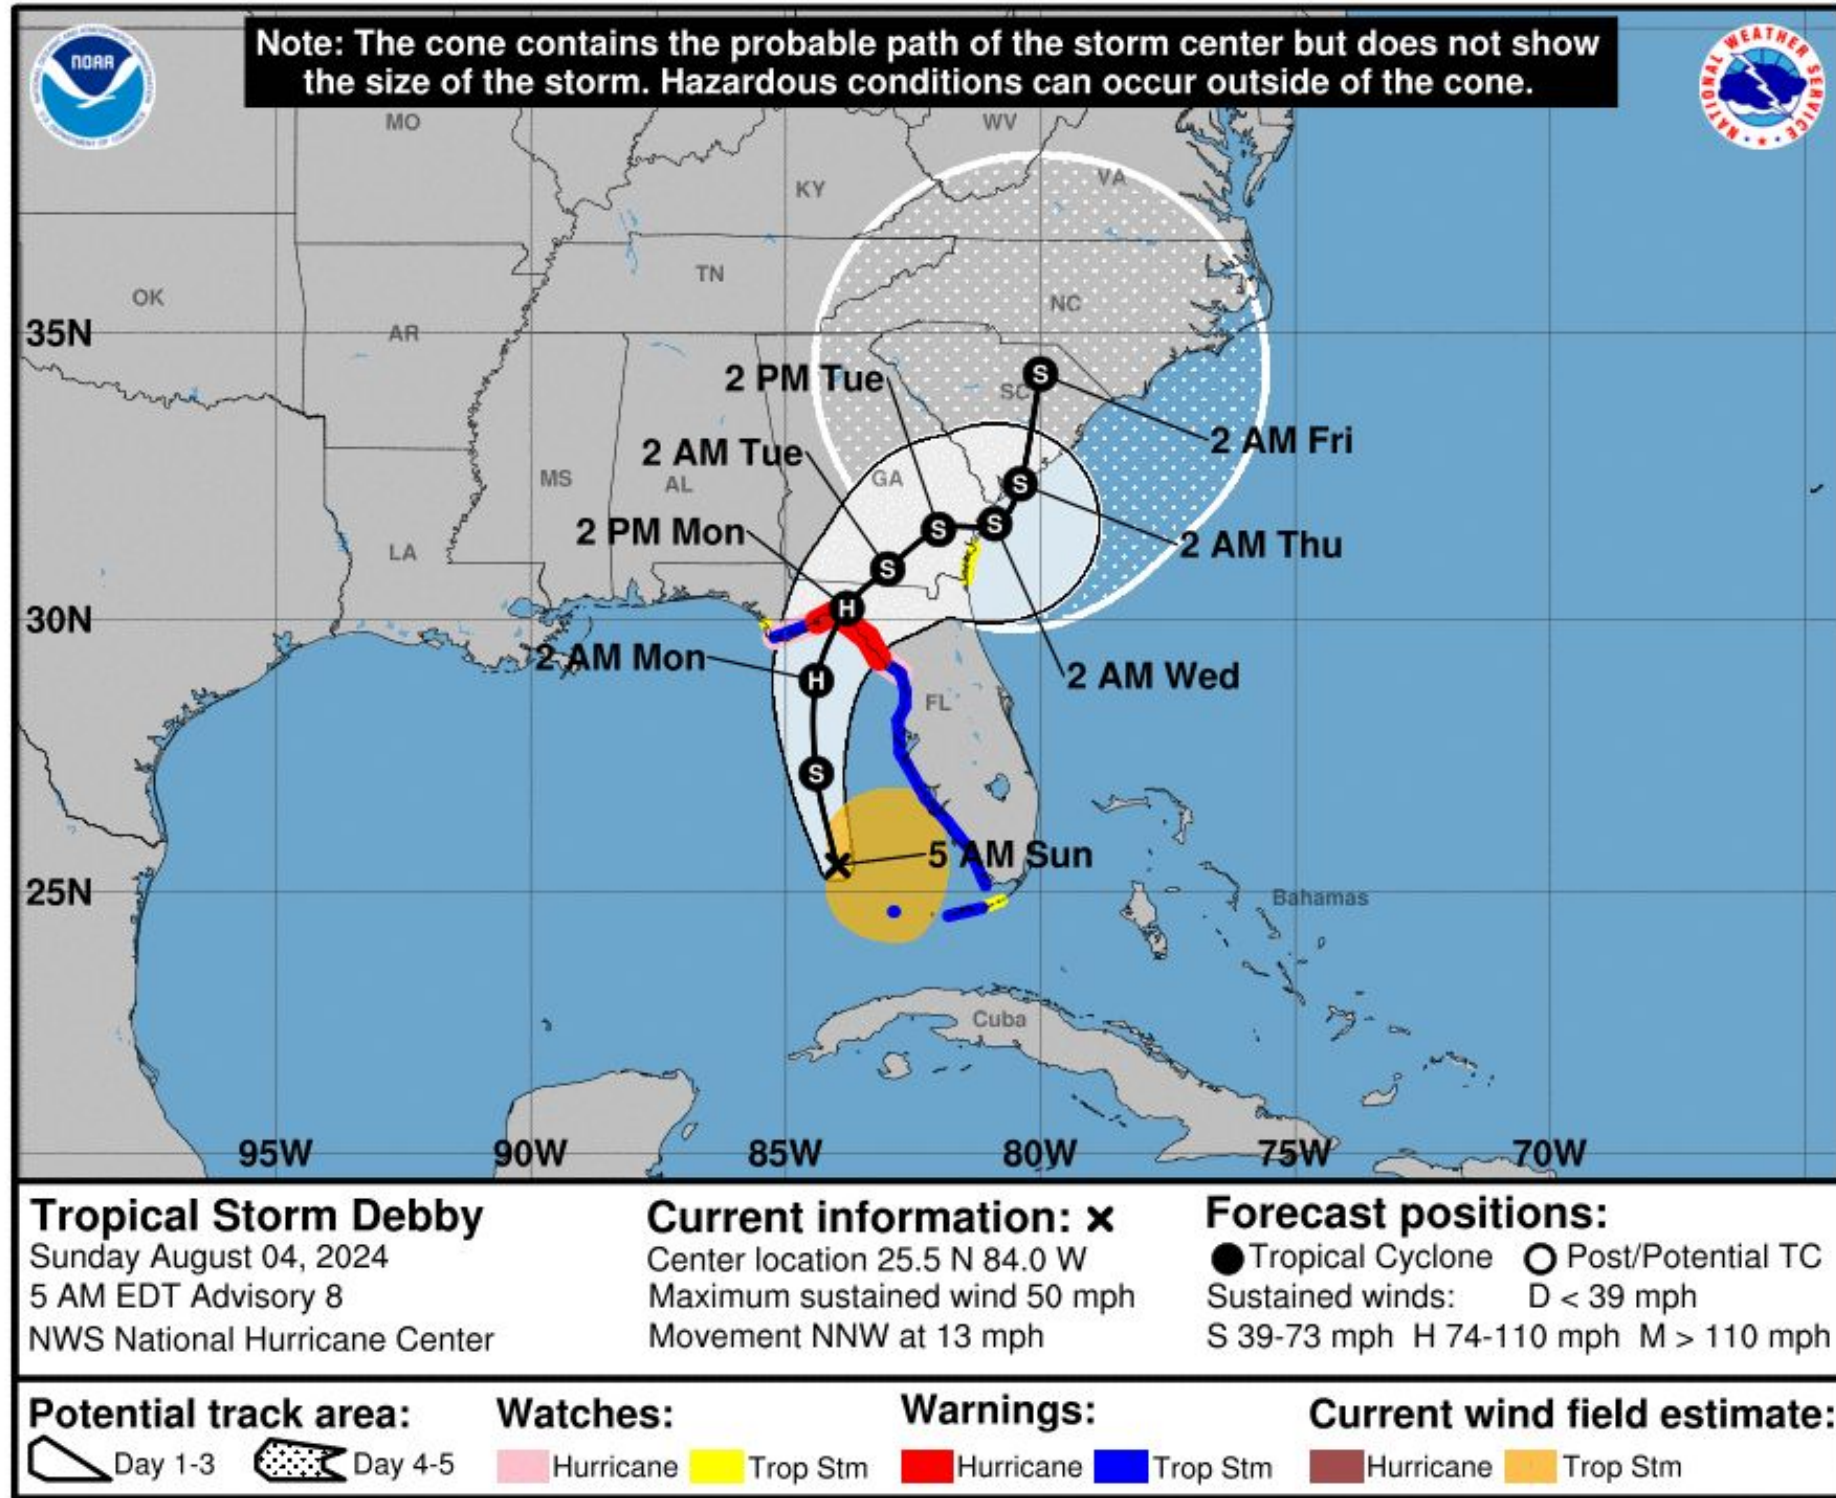 Note: The cone contains the probable path of the storm center but does not show
the size of the storm. Hazardous conditions can occur outside of the cone.
NOAA
NATIONAL WEATHER SERVICE
MO
WV
KY
VA
OK
TN
NC
35N
AR
2 PM Tue
SC
2 AM Fri
2 AM Tue
MS
AL
GA
2 PM Mon
LA
2 AM Thu
S
S
S
S
S
H
30N
2 AM Mon
H
2 AM Wed
FL
S
5 AM Sun
25N
Bahamas
Cuba
95W
90W
85W
80W
75W
70W
Tropical Storm Debby
Sunday August 04, 2024
5 AM EDT Advisory 8
NWS National Hurricane Center
Current information: x
Center location 25.5 N 84.0 W
Maximum sustained wind 50 mph
Movement NNW at 13 mph
Forecast positions:
Tropical Cyclone Post/Potential TC
Sustained winds: D < 39 mph
S 39-73 mph H 74-110 mph M > 110 mph
Potential track area:
Day 1-3 Day 4-5
Watches:
Hurricane Trop Stm
Warnings:
Hurricane Trop Stm
Current wind field estimate:
Hurricane Trop Stm